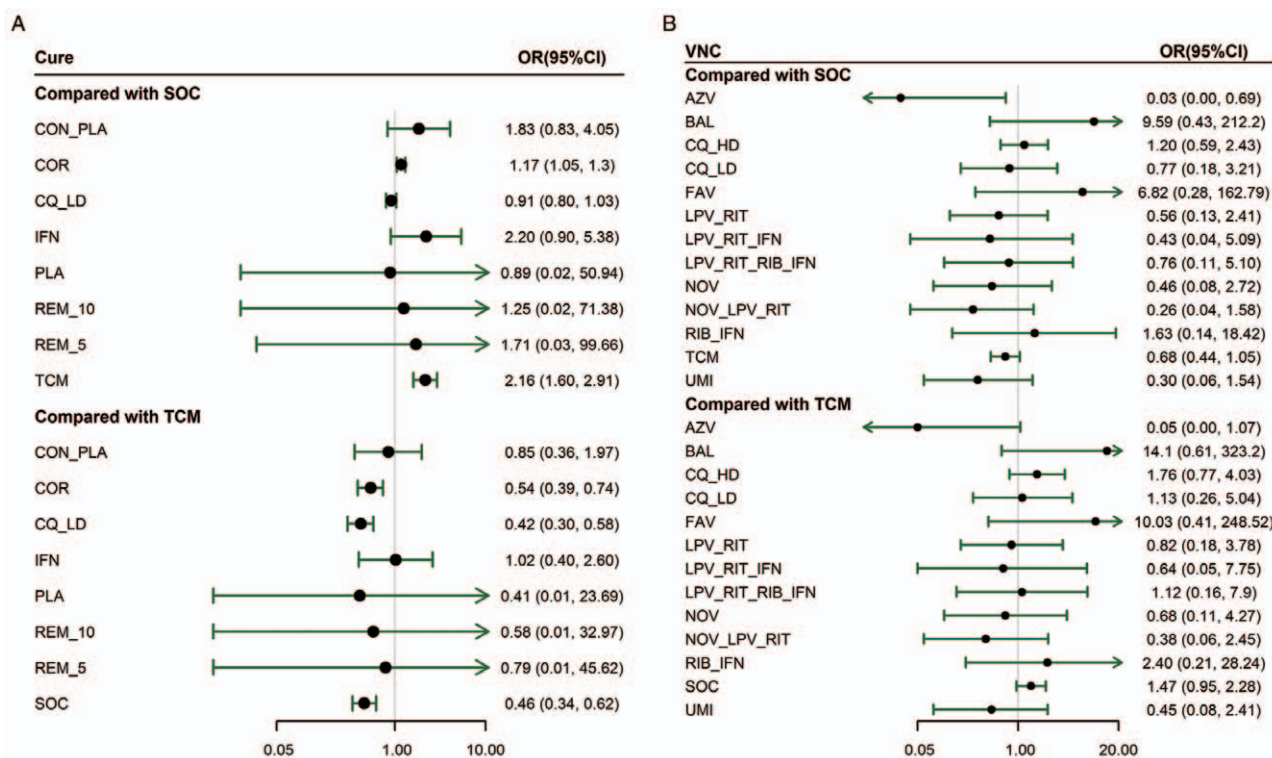 A
Cure OR(95%CI)
Compared with SOC
CON_PLA 1.83 (0.83, 4.05)
COR 1.17 (1.05, 1.3)
CQ_LD 0.91 (0.80, 1.03)
IFN 2.20 (0.90, 5.38)
PLA 0.89 (0.02, 50.94)
REM_10 1.25 (0.02, 71.38)
REM_5 1.71 (0.03, 99.66)
TCM 2.16 (1.60, 2.91)
Compared with TCM
CON_PLA 0.85 (0.36, 1.97)
COR 0.54 (0.39, 0.74)
CQ_LD 0.42 (0.30, 0.58)
IFN 1.02 (0.40, 2.60)
PLA 0.41 (0.01, 23.69)
REM_10 0.58 (0.01, 32.97)
REM_5 0.79 (0.01, 45.62)
SOC 0.46 (0.34, 0.62)
0.05 1.00 10.00
B
VNC OR(95%CI)
Compared with SOC
AZV 0.03 (0.00, 0.69)
BAL 9.59 (0.43, 212.2)
CQ_HD 1.20 (0.59, 2.43)
CQ_LD 0.77 (0.18, 3.21)
FAV 6.82 (0.28, 162.79)
LPV_RIT 0.56 (0.13, 2.41)
LPV_RIT_IFN 0.43 (0.04, 5.09)
LPV_RIT_RIB_IFN 0.76 (0.11, 5.10)
NOV 0.46 (0.08, 2.72)
NOV_LPV_RIT 0.26 (0.04, 1.58)
RIB_IFN 1.63 (0.14, 18.42)
TCM 0.68 (0.44, 1.05)
UMI 0.30 (0.06, 1.54)
Compared with TCM
AZV 0.05 (0.00, 1.07)
BAL 14.1 (0.61, 323.2)
CQ_HD 1.76 (0.77, 4.03)
CQ_LD 1.13 (0.26, 5.04)
FAV 10.03 (0.41, 248.52)
LPV_RIT 0.82 (0.18, 3.78)
LPV_RIT_IFN 0.64 (0.05, 7.75)
LPV_RIT_RIB_IFN 1.12 (0.16, 7.9)
NOV 0.68 (0.11, 4.27)
NOV_LPV_RIT 0.38 (0.06, 2.45)
RIB_IFN 2.40 (0.21, 28.24)
SOC 1.47 (0.95, 2.28)
UMI 0.45 (0.08, 2.41)
0.05 1.00 20.00